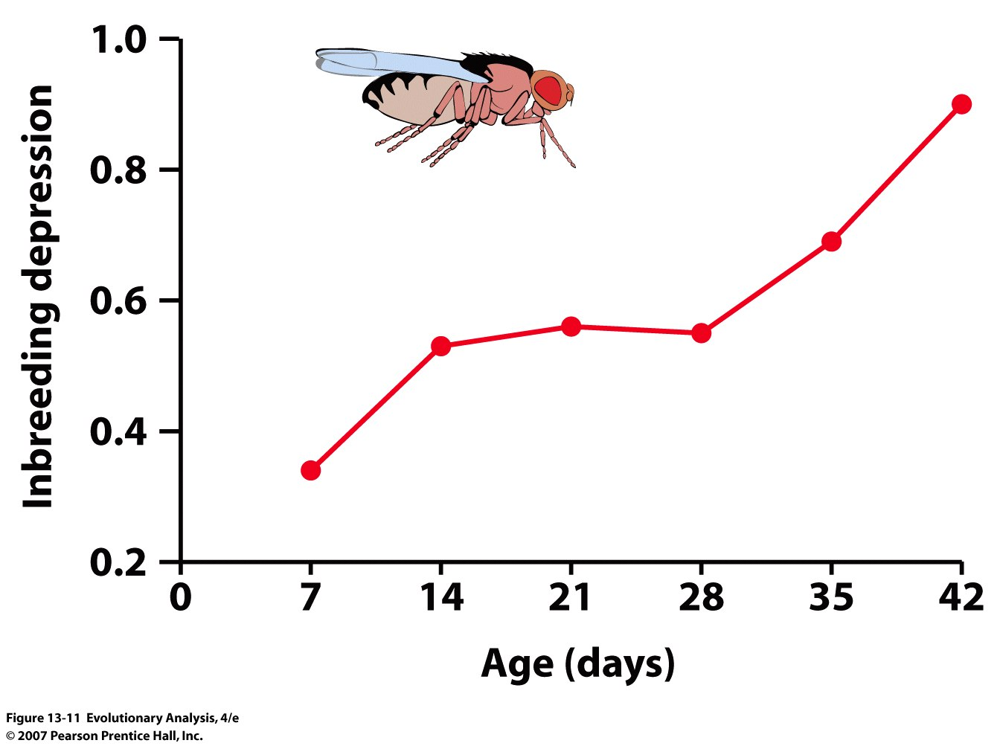 1.0
0.8
0.6
0.4
0.2
Inbreeding depression
0 7 14 21 28 35 42
Age (days)
Figure 13-11 Evolutionary Analysis, 4/e
© 2007 Pearson Prentice Hall, Inc.